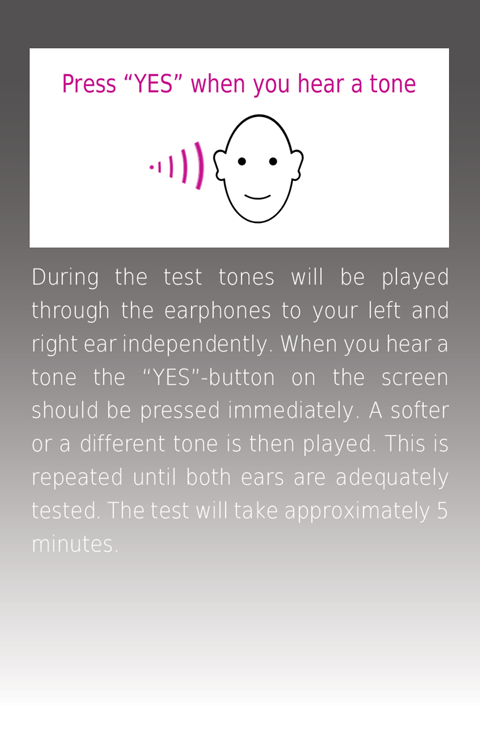 Press “YES” when you hear a tone
During the test tones will be played
through the earphones to your left and
right ear independently. When you hear a
tone the “YES”-button on the screen
should be pressed immediately. A softer
or a different tone is then played. This is
repeated until both ears are adequately
tested. The test will take approximately 5
minutes.